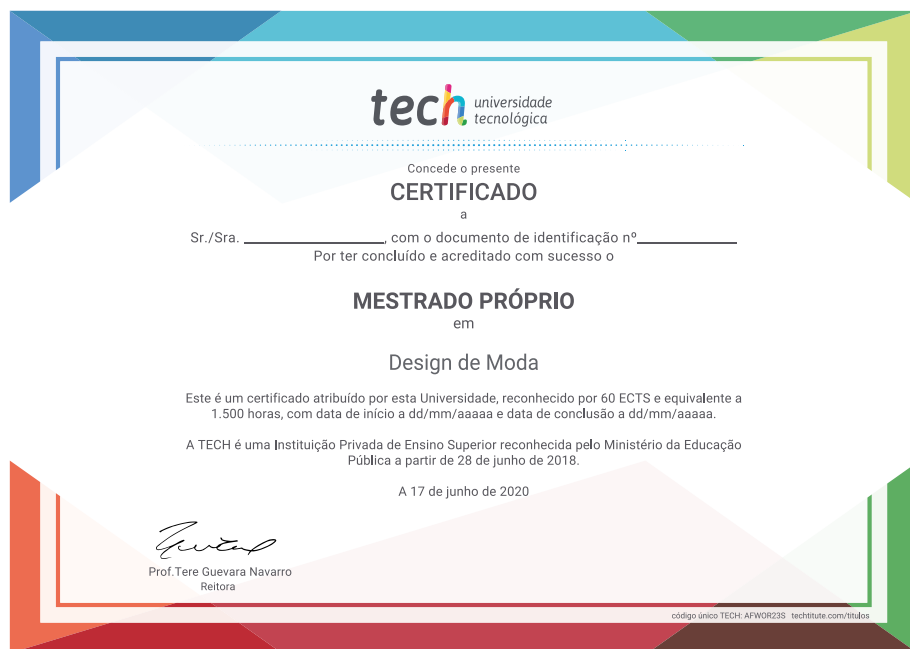 tech universidade
tecnológica
Concede o presente
CERTIFICADO
a
Sr./Sra. ________________, com o documento de identificação nº____________
Por ter concluído e acreditado com sucesso o
MESTRADO PRÓPRIO
em
Design de Moda
Este é um certificado atribuído por esta Universidade, reconhecido por 60 ECTS e equivalente a
1.500 horas, com data de início a dd/mm/aaaaa e data de conclusão a dd/mm/aaaaa.
A TECH é uma Instituição Privada de Ensino Superior reconhecida pelo Ministério da Educação
Pública a partir de 28 de junho de 2018.
A 17 de junho de 2020
Prof.Tere Guevara Navarro
Reitora
código único TECH: AFWOR23S techtitute.com/titulos